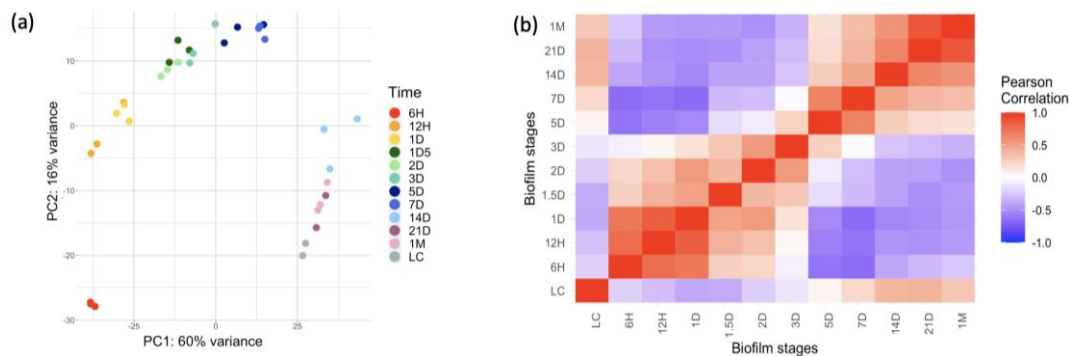 (a)
10
0
-10
-20
-30
PC2: 16% variance
-25
0
25
PC1: 60% variance
Time
6H
12H
1D
1D5
2D
3D
5D
7D
14D
21D
1M
LC
(b)
1M
21D
14D
7D
5D
3D
2D
1.5D
1D
12H
6H
LC
Biofilm stages
LC
6H
12H
1D
1.5D
2D
3D
5D
7D
14D
21D
1M
Biofilm stages
Pearson
Correlation
1.0
0.5
0.0
-0.5
-1.0